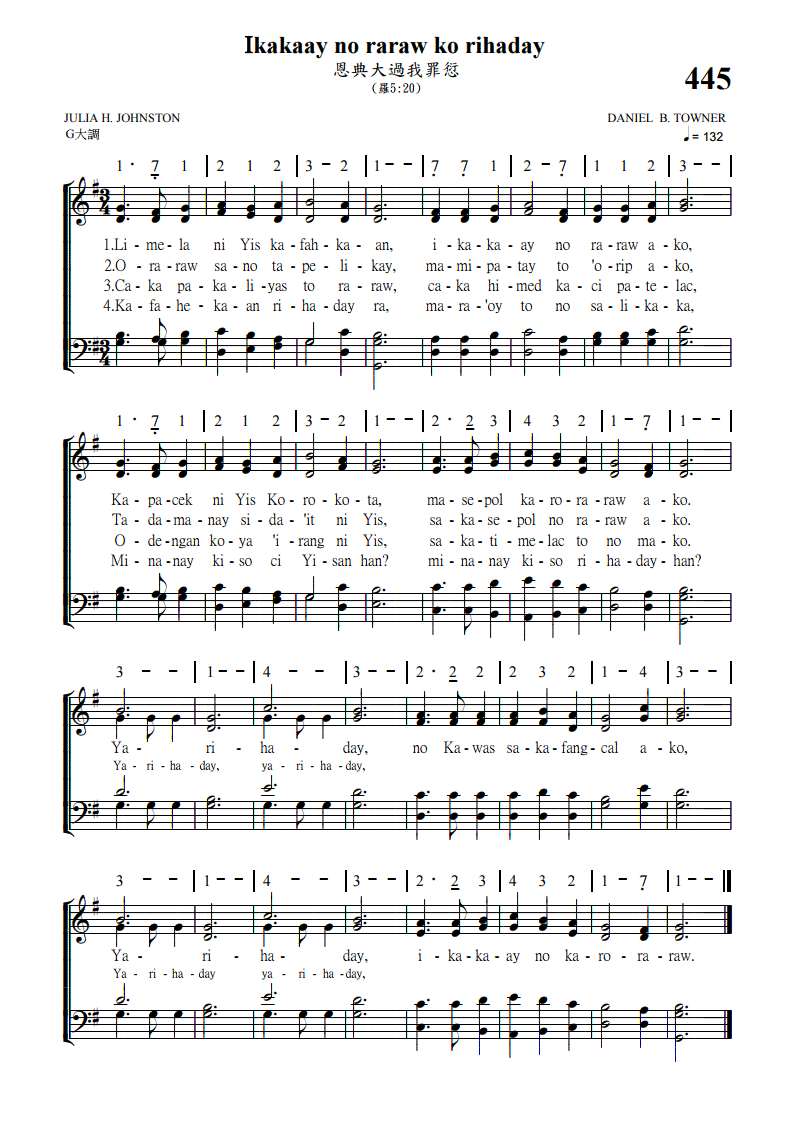 Ikakaay no raraw ko rihaday
恩典大過我罪愆
(羅5:20)
445
JULIA H. JOHNSTON
DANIEL B. TOWNER
G大調
♩= 132
1 · 7 1 | 2 1 2 | 3 - 2 | 1 - - | 7 7 1 | 2 - 7 | 1 1 2 | 3 - - |
1.Li - me - la ni Yis ka - fah - ka - an, i - ka - ka - ay no ra - raw a - ko,
2.O - ra - raw sa - no ta - pe - li - kay, ma - mi - pa - tay to 'o - rip a - ko,
3.Ca - ka pa - ka - li - yas to ra - raw, ca - ka hi - med ka - ci pa - te - lac,
4.Ka - fa - he - ka - an ri - ha - day ra, ma - ra - 'oy to no sa - li - ka - ka,
1 · 7 1 | 2 1 2 | 3 - 2 | 1 - - | 2 · 2 3 | 4 3 2 | 1 - 7 | 1 - - |
Ka - pa - cek ni Yis Ko - ro - ko - ta, ma - se - pol ka - ro - ra - raw a - ko.
Ta - da - ma - nay si - da - 'it ni Yis, sa - ka - se - pol no ra - raw a - ko.
O - de - ngan ko - ya 'i - rang ni Yis, sa - ka - ti - me - lac to no ma - ko.
Mi - na - nay ki - so ci Yi - san han? mi - na - nay ki - so ri - ha - day - han?
3 - - | 1 - - | 4 - - | 3 - - | 2 · 2 2 | 2 3 2 | 1 - 4 | 3 - - |
Ya - ri - ha - day, no Ka - was sa - ka - fang - cal a - ko,
Ya - ri - ha - day, ya - ri - ha - day,
3 - - | 1 - - | 4 - - | 3 - - | 2 · 2 3 | 4 3 2 | 1 - 7 | 1 - - ||
Ya - ri - ha - day, i - ka - ka - ay no ka - ro - ra - raw.
Ya - ri - ha - day ya - ri - ha - day,